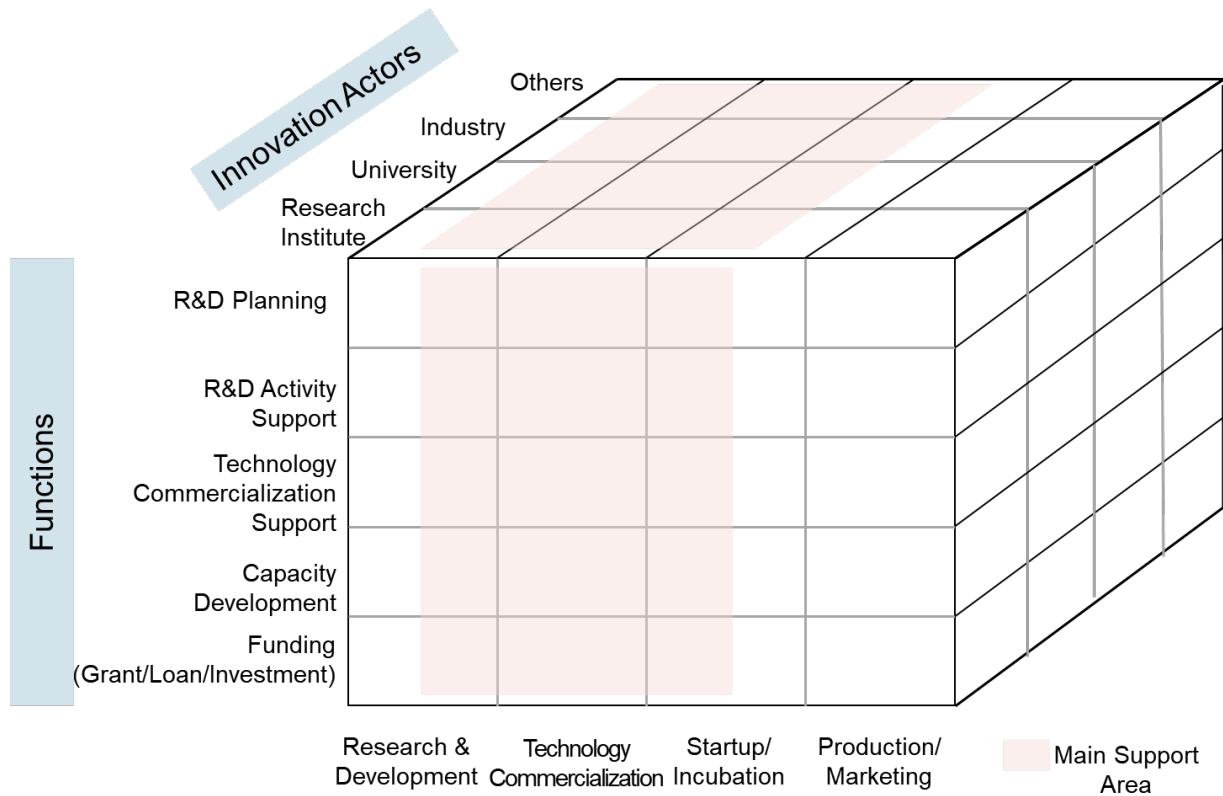 Innovation Actors
Others
Industry
University
Research
Institute
Functions
R&D Planning
R&D Activity
Support
Technology
Commercialization
Support
Capacity
Development
Funding
(Grant/Loan/Investment)
Research &
Development
Technology
Commercialization
Startup/
Incubation
Production/
Marketing
Main Support
Area